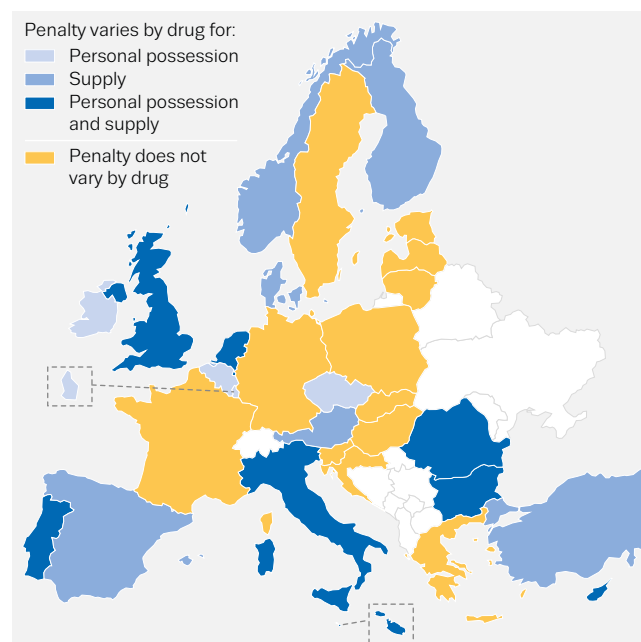 Penalty varies by drug for:
Personal possession
Supply
Personal possession
and supply
Penalty does not
vary by drug